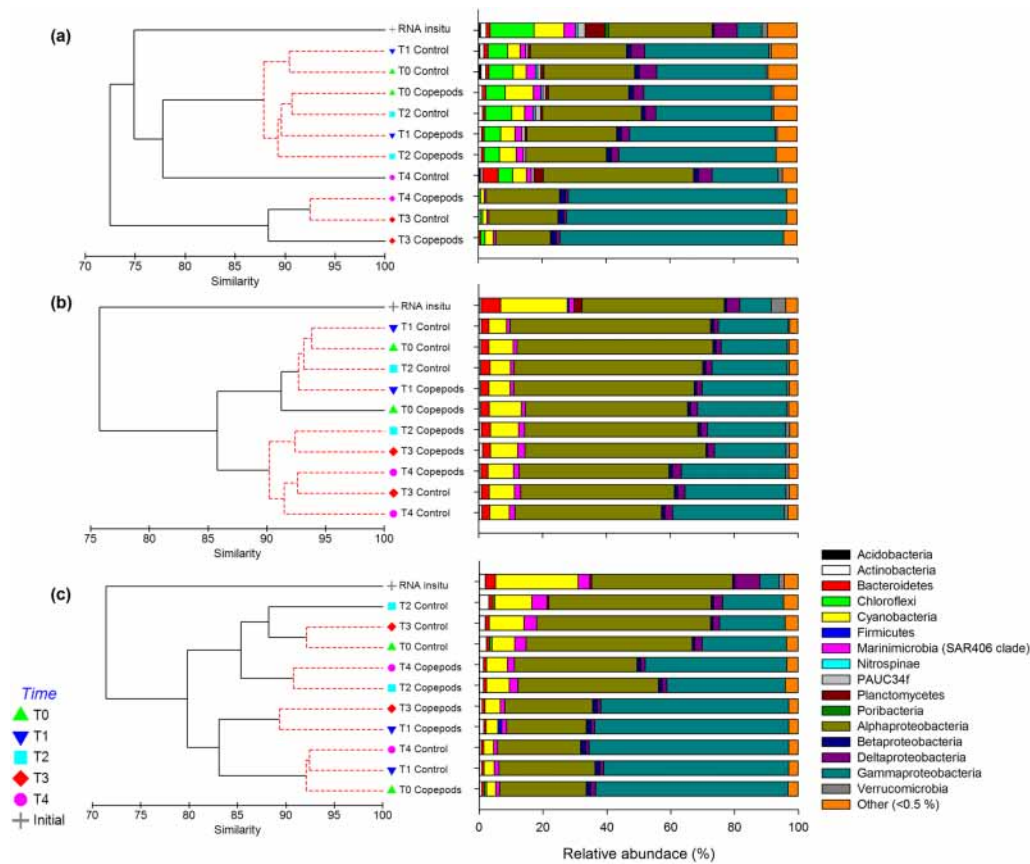 (a)
RNA insitu
T1 Control
T0 Control
T0 Copepods
T2 Control
T1 Copepods
T2 Copepods
T4 Control
T4 Copepods
T3 Control
T3 Copepods
70 75 80 85 90 95 100
Similarity
(b)
RNA insitu
T1 Control
T0 Control
T2 Control
T1 Copepods
T0 Copepods
T2 Copepods
T3 Copepods
T4 Copepods
T3 Control
T4 Control
75 80 85 90 95 100
Similarity
(c)
RNA insitu
T2 Control
T3 Control
T0 Control
T4 Copepods
T2 Copepods
T3 Copepods
T1 Copepods
T4 Control
T1 Control
T0 Copepods
70 75 80 85 90 95 100
Similarity
0 20 40 60 80 100
Relative abundace (%)
Time
T0
T1
T2
T3
T4
Initial
Acidobacteria
Actinobacteria
Bacteroidetes
Chloroflexi
Cyanobacteria
Firmicutes
Marinimicrobia (SAR406 clade)
Nitrospinae
PAUC34f
Planctomycetes
Poribacteria
Alphaproteobacteria
Betaproteobacteria
Deltaproteobacteria
Gammaproteobacteria
Verrucomicrobia
Other (<0.5 %)